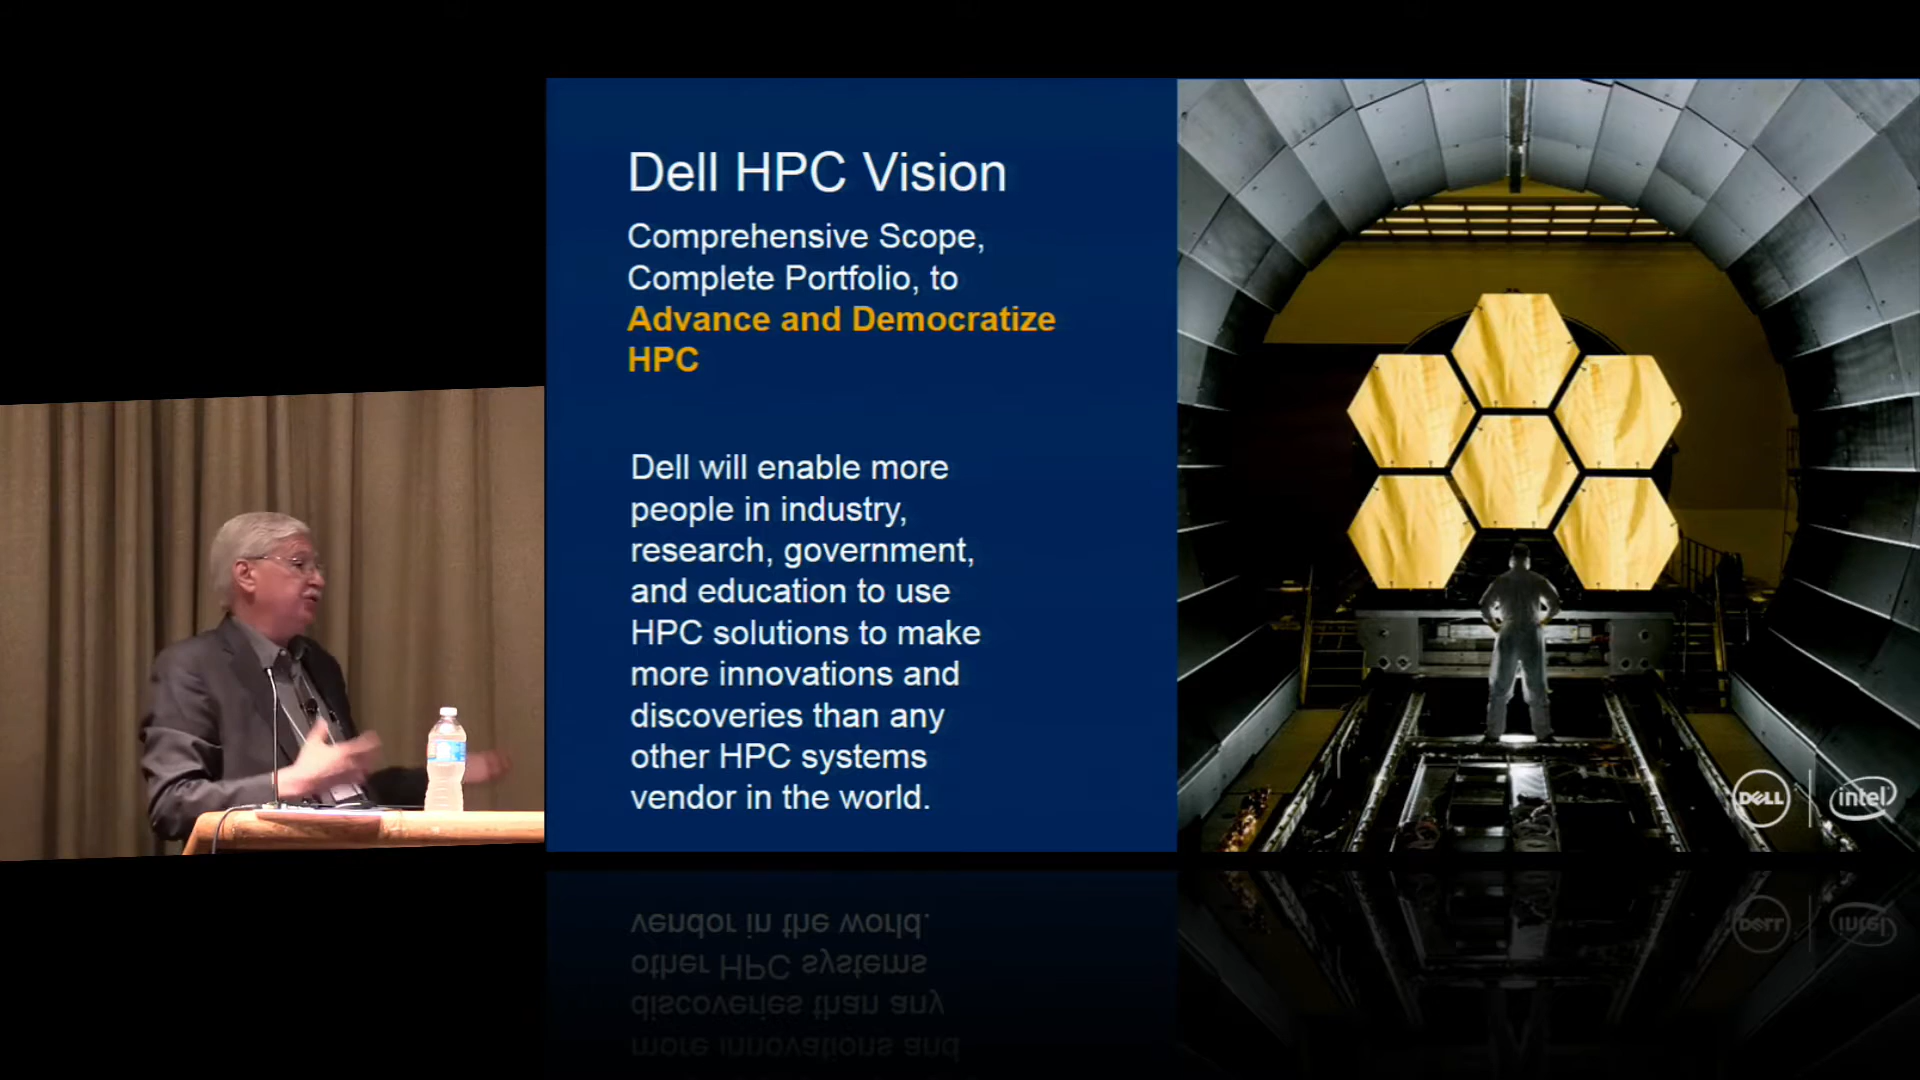 Dell HPC Vision
Comprehensive Scope,
Complete Portfolio, to
Advance and Democratize
HPC
Dell will enable more
people in industry,
research, government,
and education to use
HPC solutions to make
more innovations and
discoveries than any
other HPC systems
vendor in the world.
DELL
intel